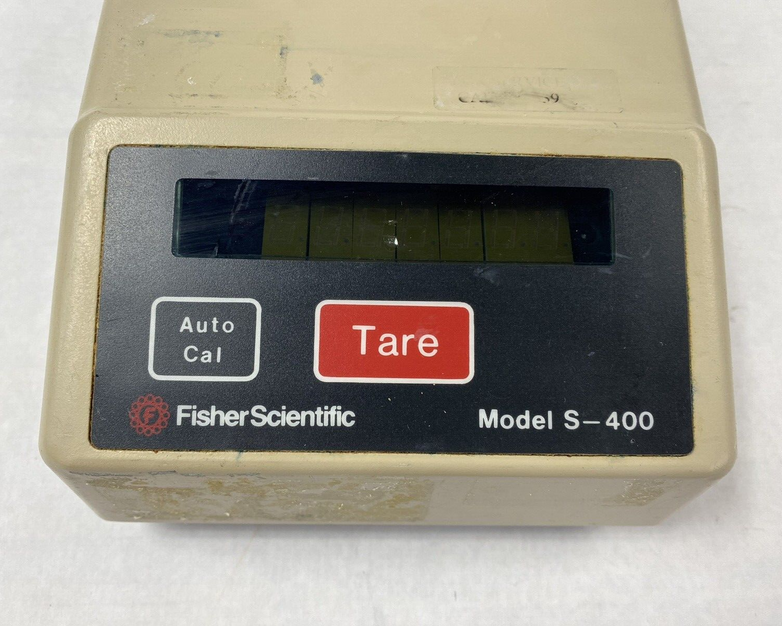 Auto
Cal
Tare
FisherScientific
Model S-400